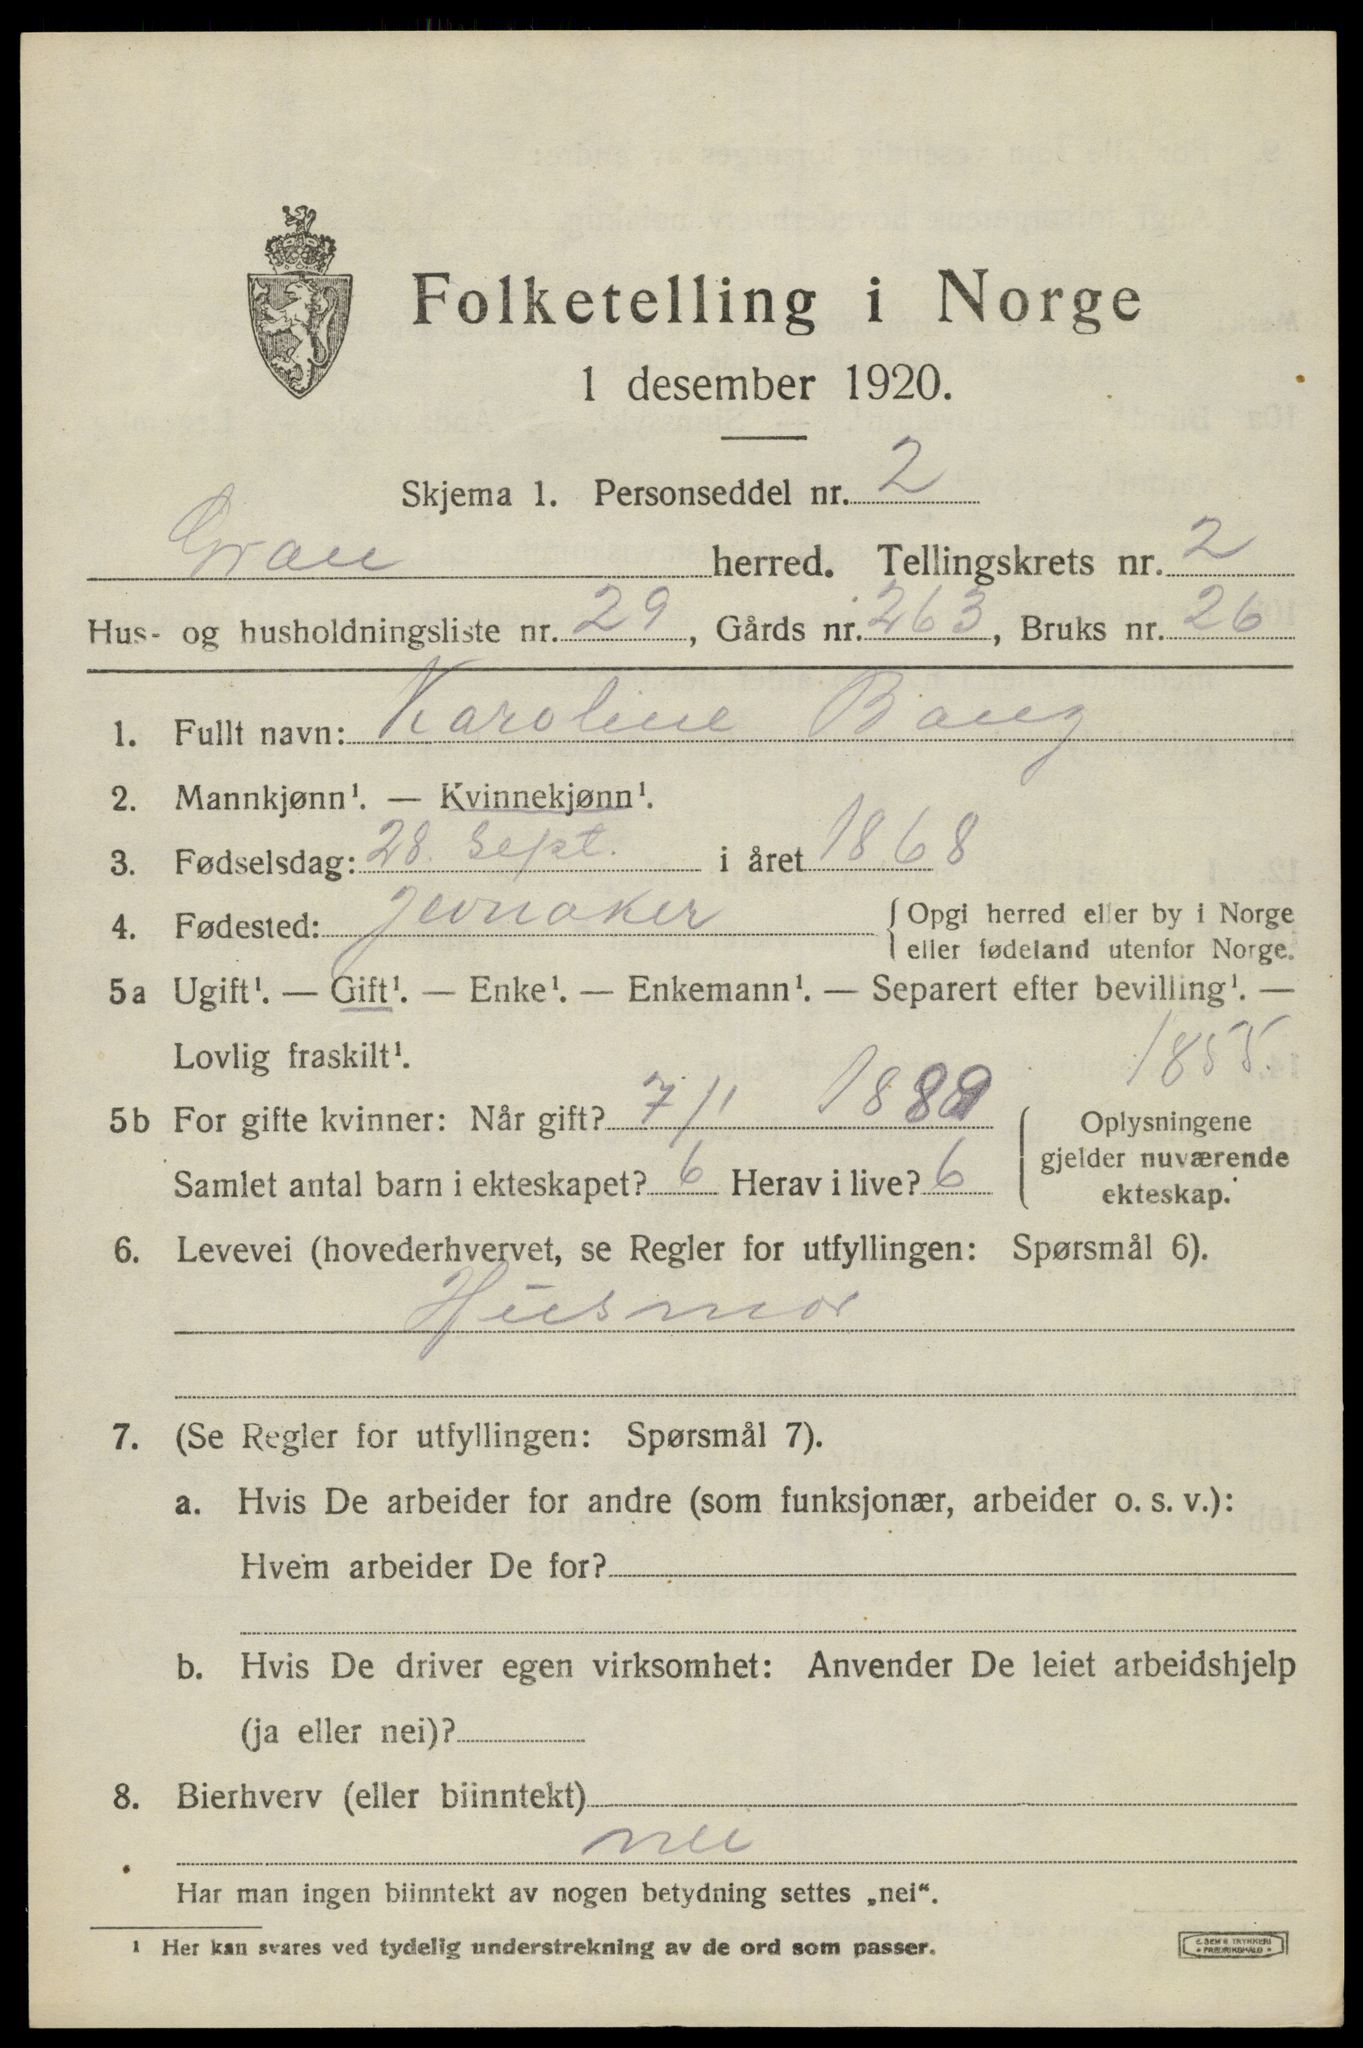 Folketelling i Norge
1 desember 1920.
Skjema 1. Personseddel nr. 2
Gran herred. Tellingskrets nr. 2
Hus- og husholdningsliste nr. 29, Gårds nr. 263, Bruks nr. 26
1. Fullt navn: Karoline Bang
2. Mannkjønn¹. — Kvinnekjønn¹.
3. Fødselsdag: 28. Sept. i året 1868
4. Fødested: Jevnaker { Opgi herred eller by i Norge
eller fødeland utenfor Norge.
5a Ugift¹. — Gift¹. — Enke¹. — Enkemann¹. — Separert efter bevilling¹. —
Lovlig fraskilt¹.
1855.
5b For gifte kvinner: Når gift? 7/1 1889
Samlet antal barn i ekteskapet? 6 Herav i live? 6
Oplysningene
gjelder nuværende
ekteskap.
6. Levevei (hovederhvervet, se Regler for utfyllingen: Spørsmål 6).
Husmor
7. (Se Regler for utfyllingen: Spørsmål 7).
a. Hvis De arbeider for andre (som funksjonær, arbeider o. s. v.):
Hvem arbeider De for?
b. Hvis De driver egen virksomhet: Anvender De leiet arbeidshjelp
(ja eller nei)?
8. Bierhverv (eller biinntekt)
nei
Har man ingen biinntekt av nogen betydning settes „nei“.
¹ Her kan svares ved tydelig understrekning av de ord som passer.
E. SEM'S TRYKKERI
* FREDRIKSHALD *